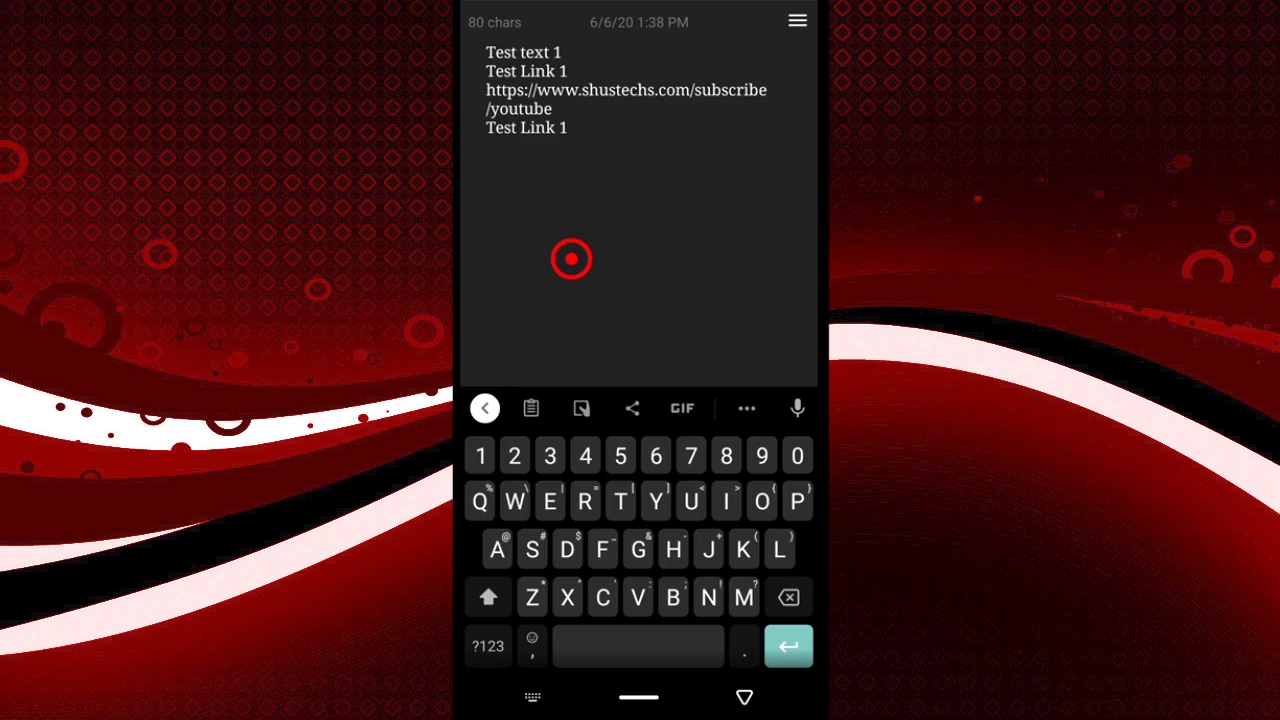 80 chars 6/6/20 1:38 PM
Test text 1
Test Link 1
https://www.shustechs.com/subscribe
/youtube
Test Link 1
GIF
1 2 3 4 5 6 7 8 9 0
Q W E R T Y U I O P
A S D F G H J K L
Z X C V B N M
?123 , .